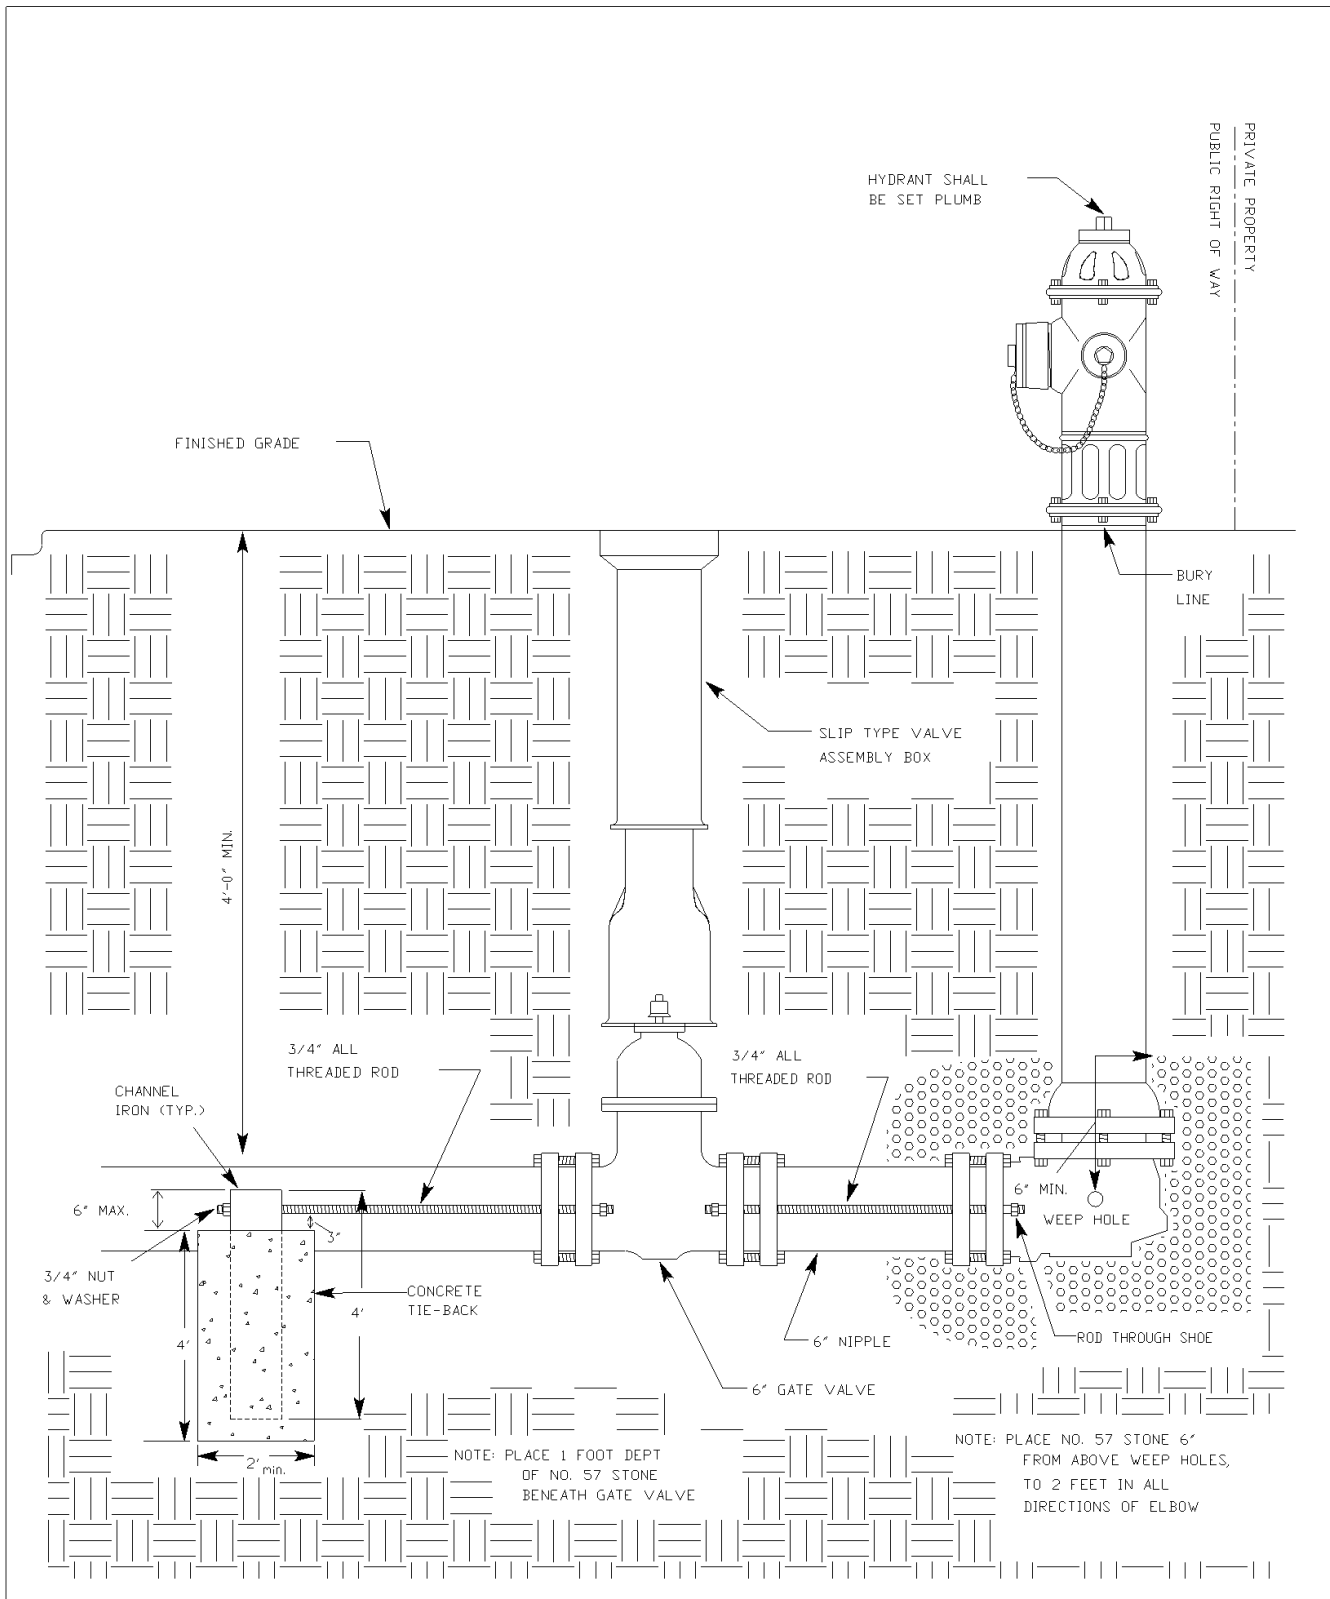 PRIVATE PROPERTY
PUBLIC RIGHT OF WAY
HYDRANT SHALL
BE SET PLUMB
FINISHED GRADE
BURY
LINE
SLIP TYPE VALVE
ASSEMBLY BOX
4'-0" MIN.
3/4" ALL
THREADED ROD
3/4" ALL
THREADED ROD
CHANNEL
IRON (TYP.)
6" MAX.
3"
6" MIN.
WEEP HOLE
3/4" NUT
& WASHER
CONCRETE
TIE-BACK
4'
4'
6" NIPPLE
ROD THROUGH SHOE
6" GATE VALVE
2' min.
NOTE: PLACE 1 FOOT DEPT
OF NO. 57 STONE
BENEATH GATE VALVE
NOTE: PLACE NO. 57 STONE 6"
FROM ABOVE WEEP HOLES,
TO 2 FEET IN ALL
DIRECTIONS OF ELBOW